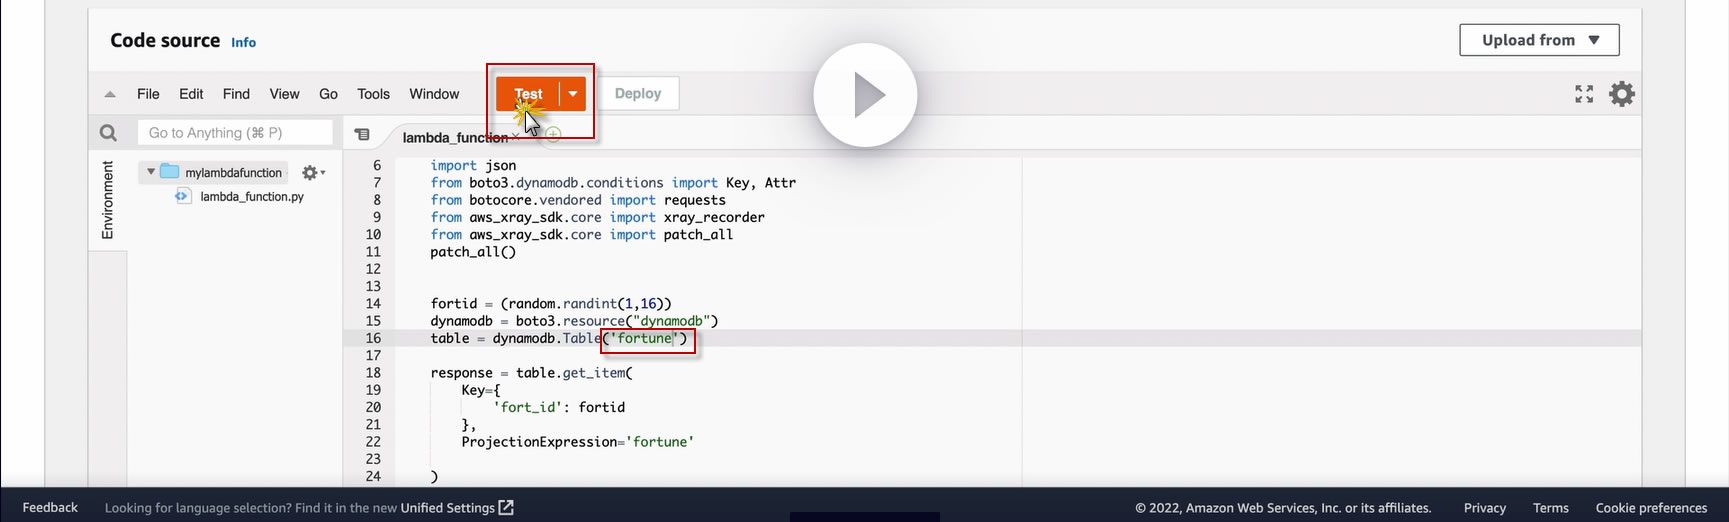 Code source Info
Upload from
File Edit Find View Go Tools Window Test Deploy
Go to Anything (⌘ P)
lambda_function
Environment
mylambdafunction
lambda_function.py
6 import json
7 from boto3.dynamodb.conditions import Key, Attr
8 from botocore.vendored import requests
9 from aws_xray_sdk.core import xray_recorder
10 from aws_xray_sdk.core import patch_all
11 patch_all()
12
13
14 fortid = (random.randint(1,16))
15 dynamodb = boto3.resource("dynamodb")
16 table = dynamodb.Table('fortune')
17
18 response = table.get_item(
19 Key={
20 'fort_id': fortid
21 },
22 ProjectionExpression='fortune'
23
24 )
Feedback Looking for language selection? Find it in the new Unified Settings © 2022, Amazon Web Services, Inc. or its affiliates. Privacy Terms Cookie preferences